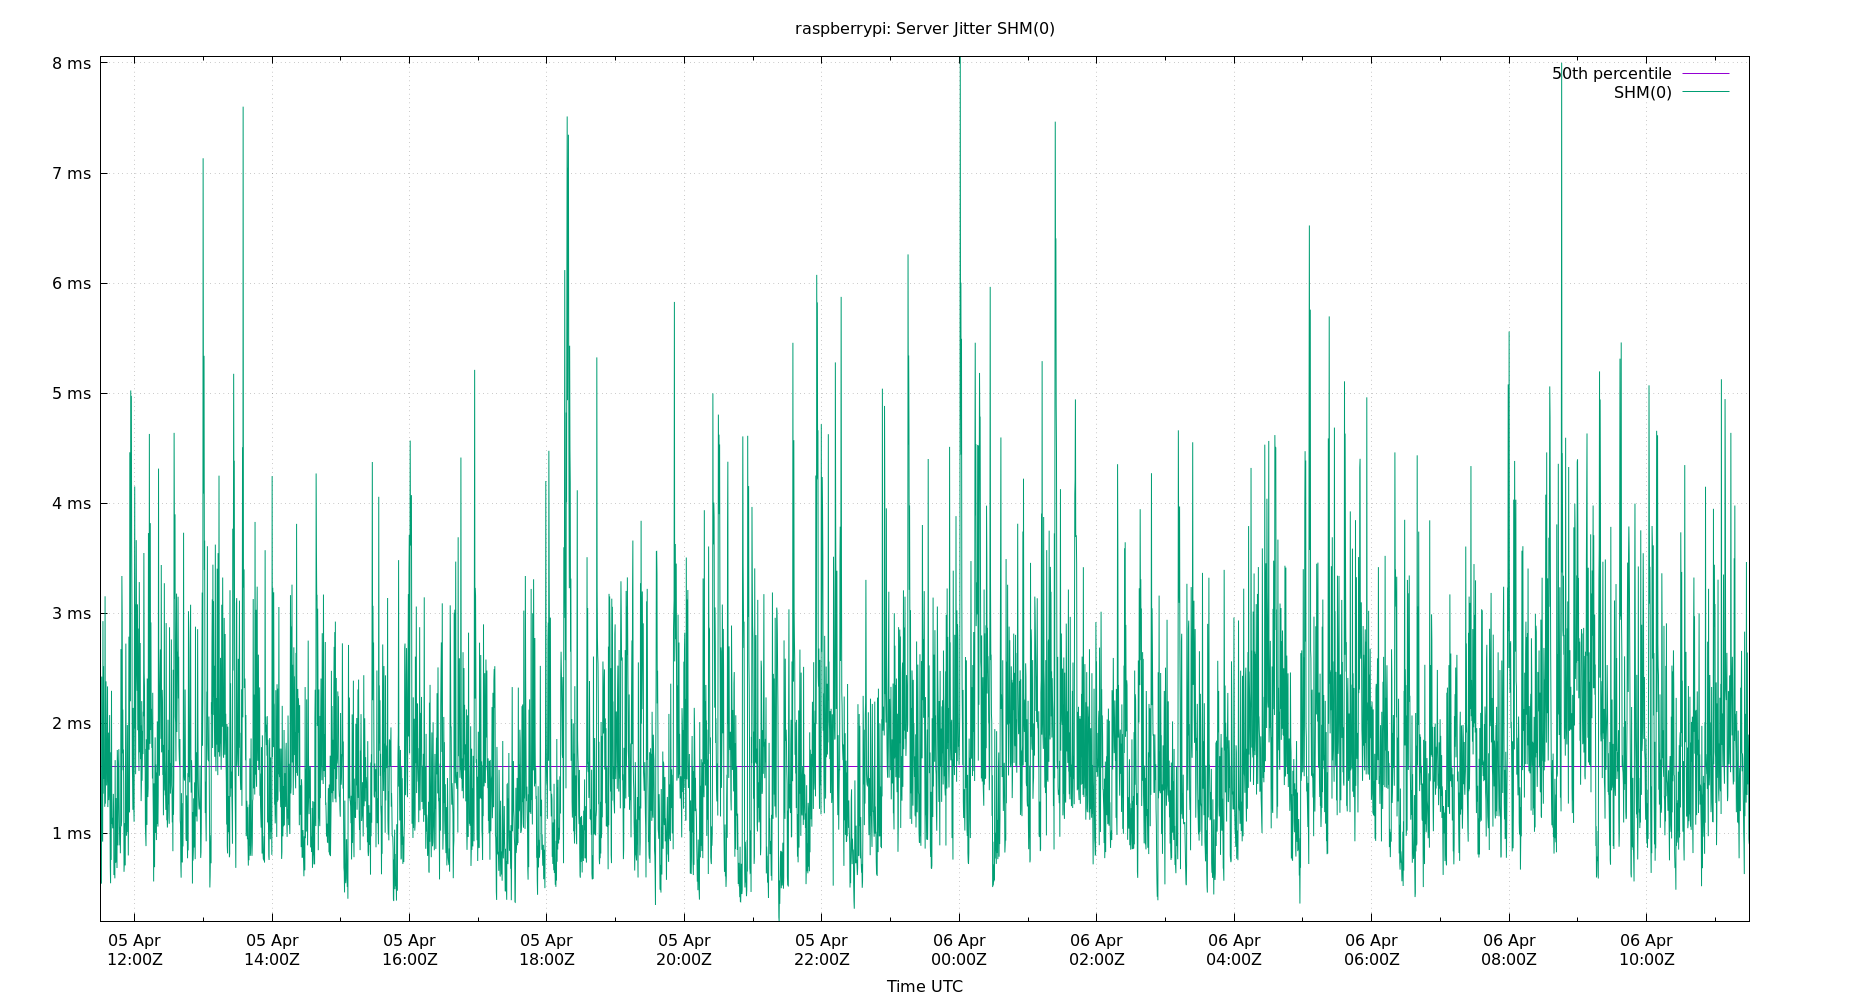 raspberrypi: Server Jitter SHM(0)
8 ms
7 ms
6 ms
5 ms
4 ms
3 ms
2 ms
1 ms
50th percentile
SHM(0)
05 Apr 05 Apr 05 Apr 05 Apr 05 Apr 05 Apr 06 Apr 06 Apr 06 Apr 06 Apr 06 Apr 06 Apr
12:00Z 14:00Z 16:00Z 18:00Z 20:00Z 22:00Z 00:00Z 02:00Z 04:00Z 06:00Z 08:00Z 10:00Z
Time UTC